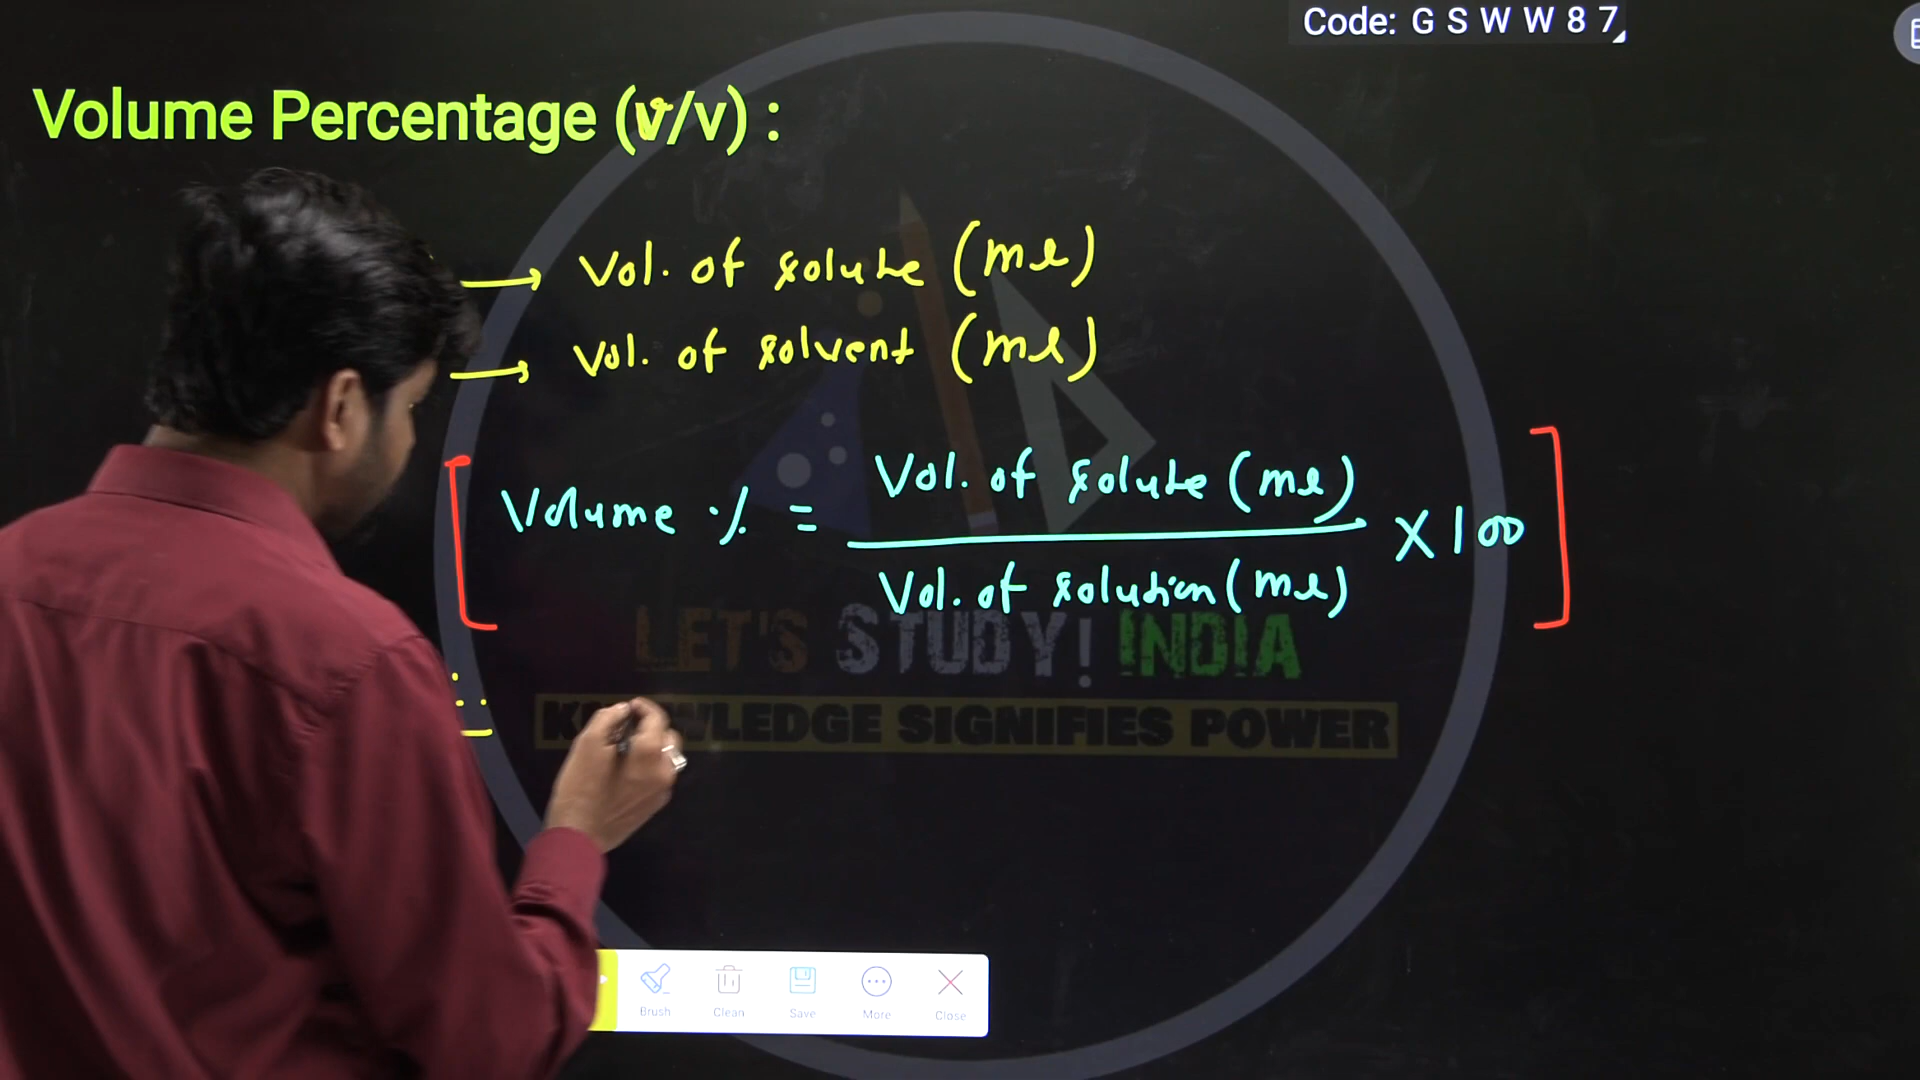 Code: G S W W 8 7
Volume Percentage (v/v) :
→ Vol. of solute (ml)
→ Vol. of solvent (ml)
[ Volume % = Vol. of solute (ml) / Vol. of solution (ml) × 100 ]
LET'S STUDY! INDIA
KNOWLEDGE SIGNIFIES POWER
Brush Clean Save More Close